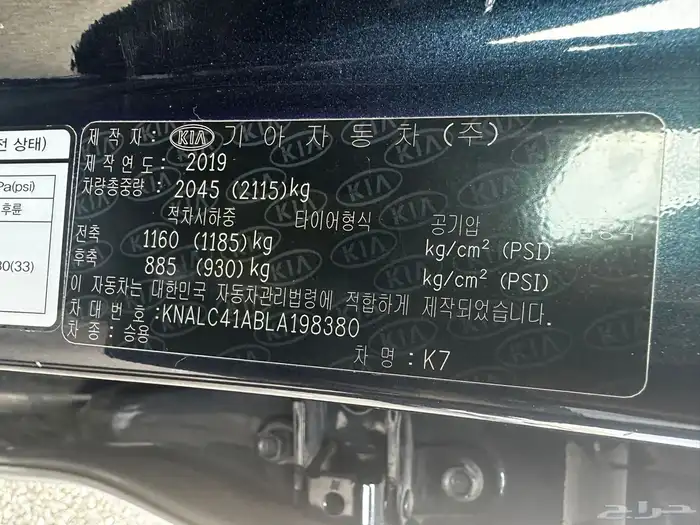 전 상태)
Pa(psi)
후륜
30(33)
제 작 자 : KIA 기 아 자 동 차 (주)
제 작 연 도 : 2019
차량총중량 : 2045 (2115)kg
적차시하중 타이어형식 공기압
전축 1160 (1185)kg kg/cm² (PSI)
후축 885 (930)kg kg/cm² (PSI)
이 자동차는 대한민국 자동차관리법령에 적합하게 제작되었습니다.
차 대 번 호 : KNALC41ABLA198380
차 종 : 승용
차 명 : K7
حراج